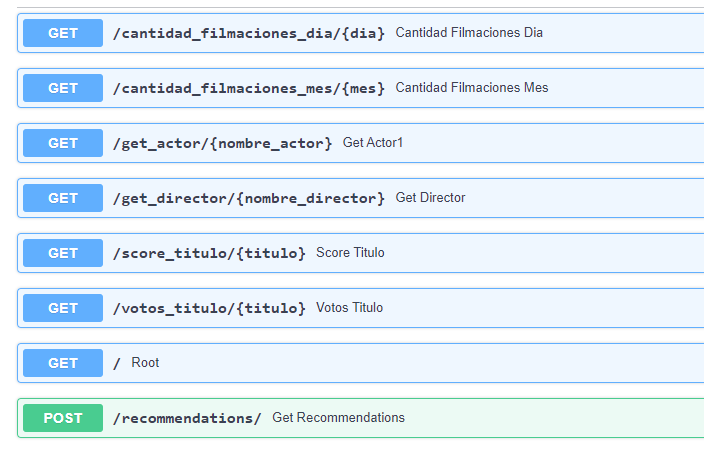 GET /cantidad_filmaciones_dia/{dia} Cantidad Filmaciones Dia
GET /cantidad_filmaciones_mes/{mes} Cantidad Filmaciones Mes
GET /get_actor/{nombre_actor} Get Actor1
GET /get_director/{nombre_director} Get Director
GET /score_titulo/{titulo} Score Titulo
GET /votos_titulo/{titulo} Votos Titulo
GET / Root
POST /recommendations/ Get Recommendations